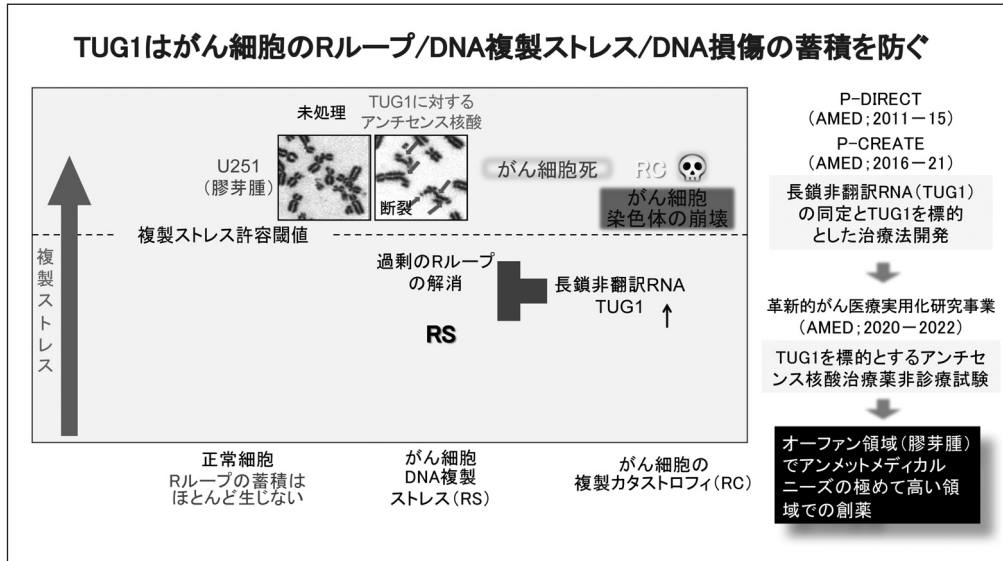 TUG1はがん細胞のRループ/DNA複製ストレス/DNA損傷の蓄積を防ぐ
複製ストレス
未処理
TUG1に対する
アンチセンス核酸
U251
(膠芽腫)
断裂
がん細胞死
RC
がん細胞
染色体の崩壊
複製ストレス許容閾値
過剰のRループ
の解消
長鎖非翻訳RNA
TUG1
RS
正常細胞
Rループの蓄積は
ほとんど生じない
がん細胞
DNA複製
ストレス(RS)
がん細胞の
複製カタストロフィ(RC)
P-DIRECT
(AMED;2011-15)
P-CREATE
(AMED;2016-21)
長鎖非翻訳RNA(TUG1)
の同定とTUG1を標的
とした治療法開発
革新的がん医療実用化研究事業
(AMED;2020-2022)
TUG1を標的とするアンチセ
ンス核酸治療薬非診療試験
オーファン領域(膠芽腫)
でアンメットメディカル
ニーズの極めて高い領
域での創薬